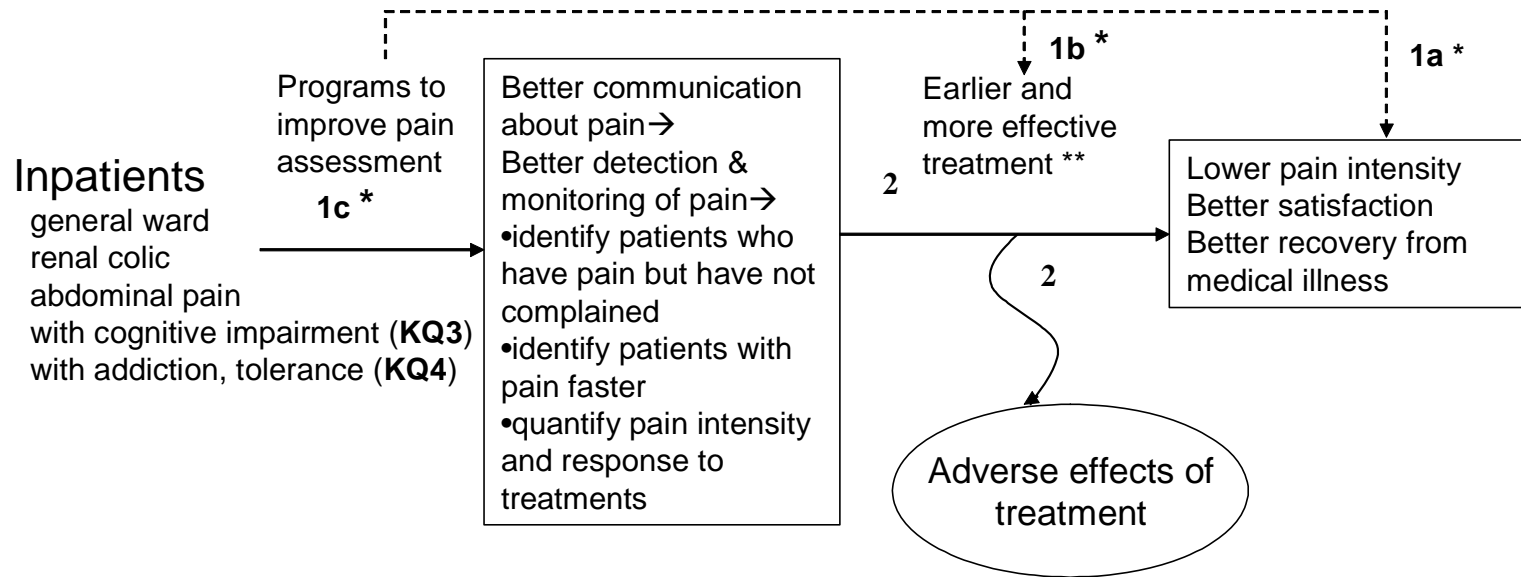 Inpatients
general ward
renal colic
abdominal pain
with cognitive impairment (KQ3)
with addiction, tolerance (KQ4)
Programs to
improve pain
assessment
1c *
Better communication
about pain→
Better detection &
monitoring of pain→
•identify patients who
have pain but have not
complained
•identify patients with
pain faster
•quantify pain intensity
and response to
treatments
1b *
Earlier and
more effective
treatment **
2
2
Adverse effects of
treatment
1a *
Lower pain intensity
Better satisfaction
Better recovery from
medical illness